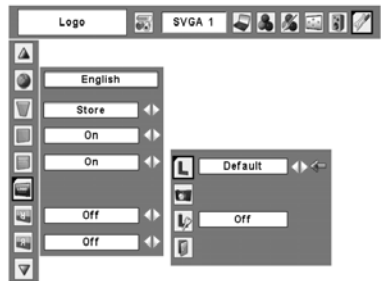 Logo
SVGA 1
English
Store
On
On
Default
Off
Off
Off